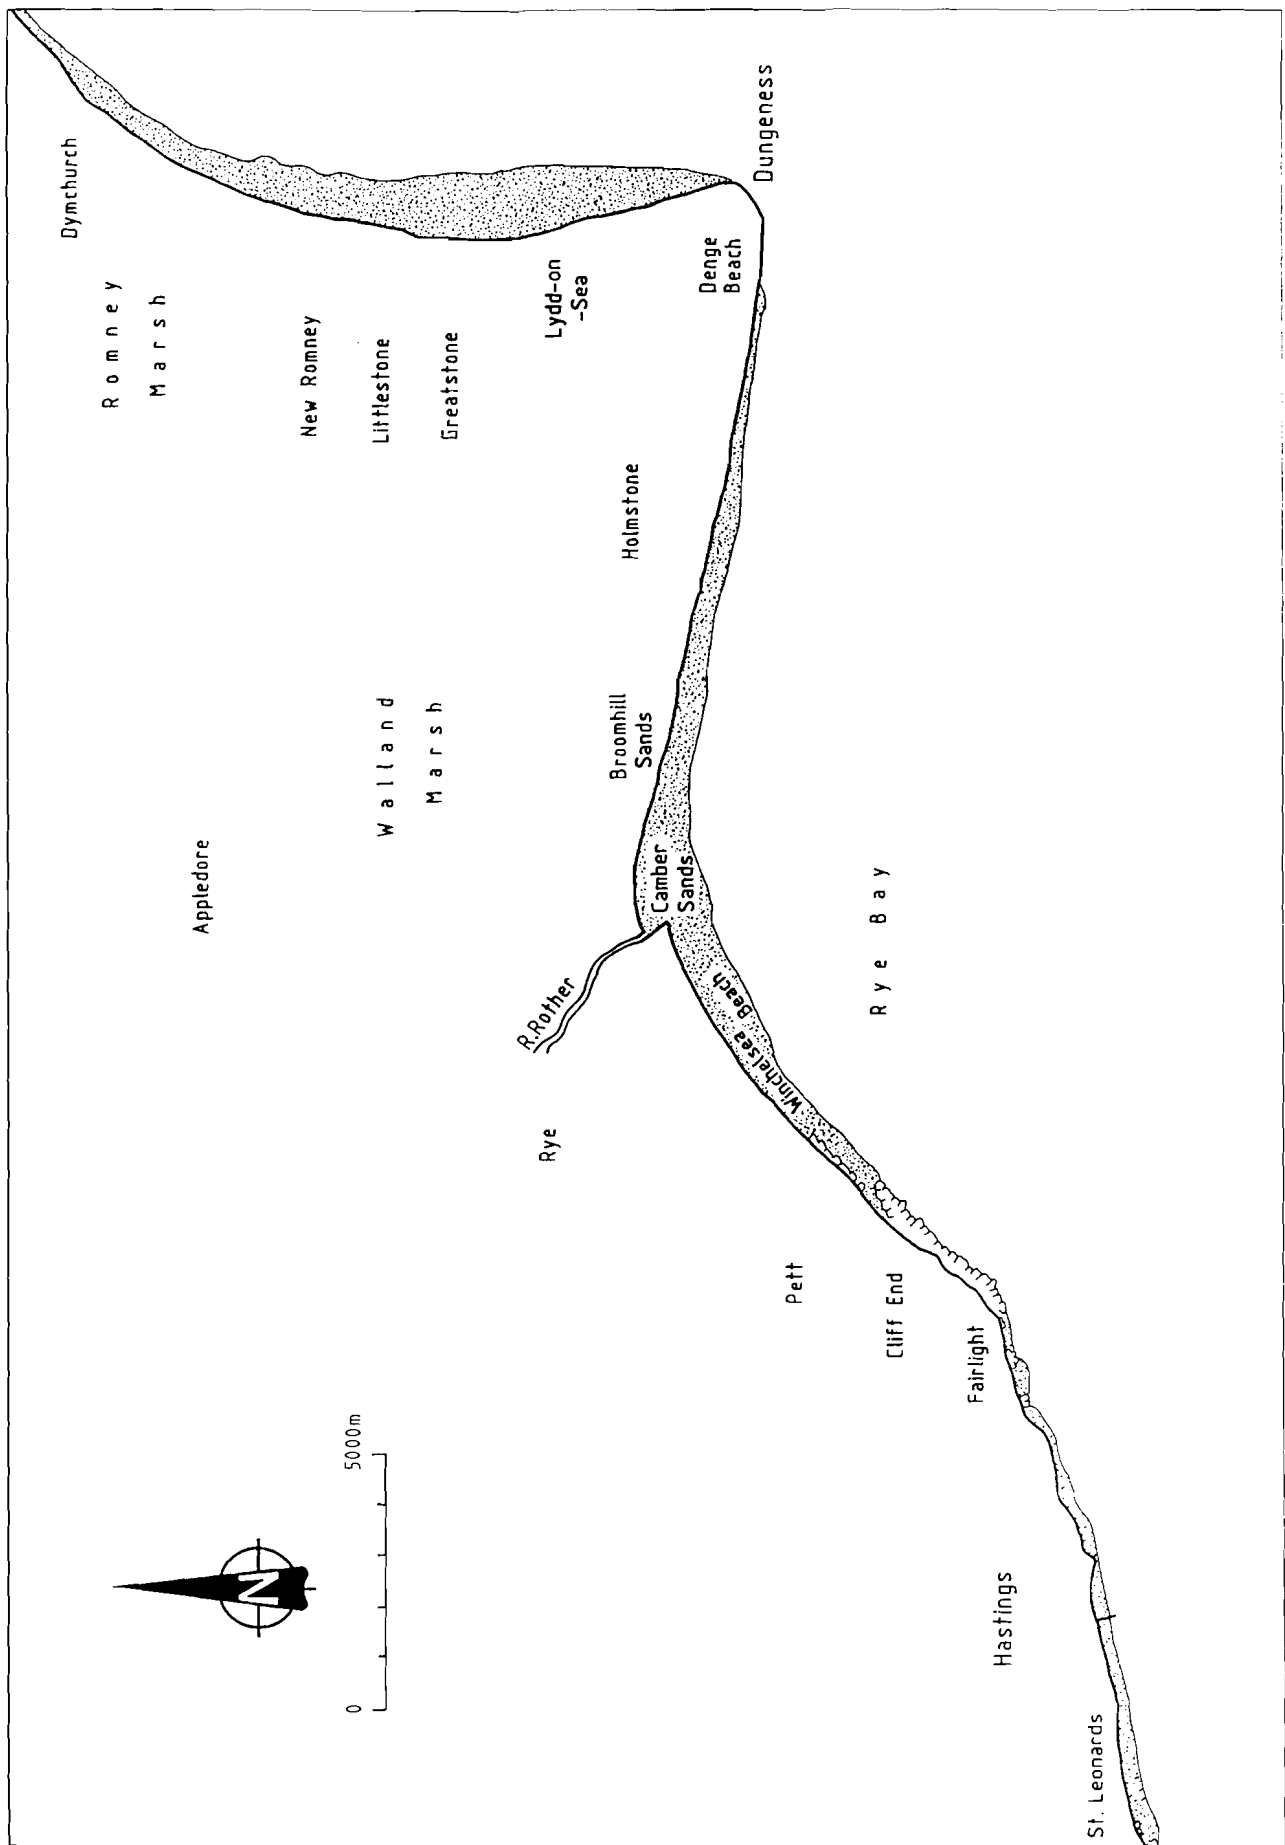 Dymchurch
Romney
Marsh
New Romney
Littlestone
Greatstone
Lydd-on
-Sea
Denge
Beach
Dungeness
Holmstone
Walland
Marsh
Broomhill
Sands
Camber
Sands
Appledore
R.Rother
Winchelsea
Beach
Rye Bay
Rye
Pett
Cliff End
Fairlight
Hastings
St. Leonards
0
5000m
N